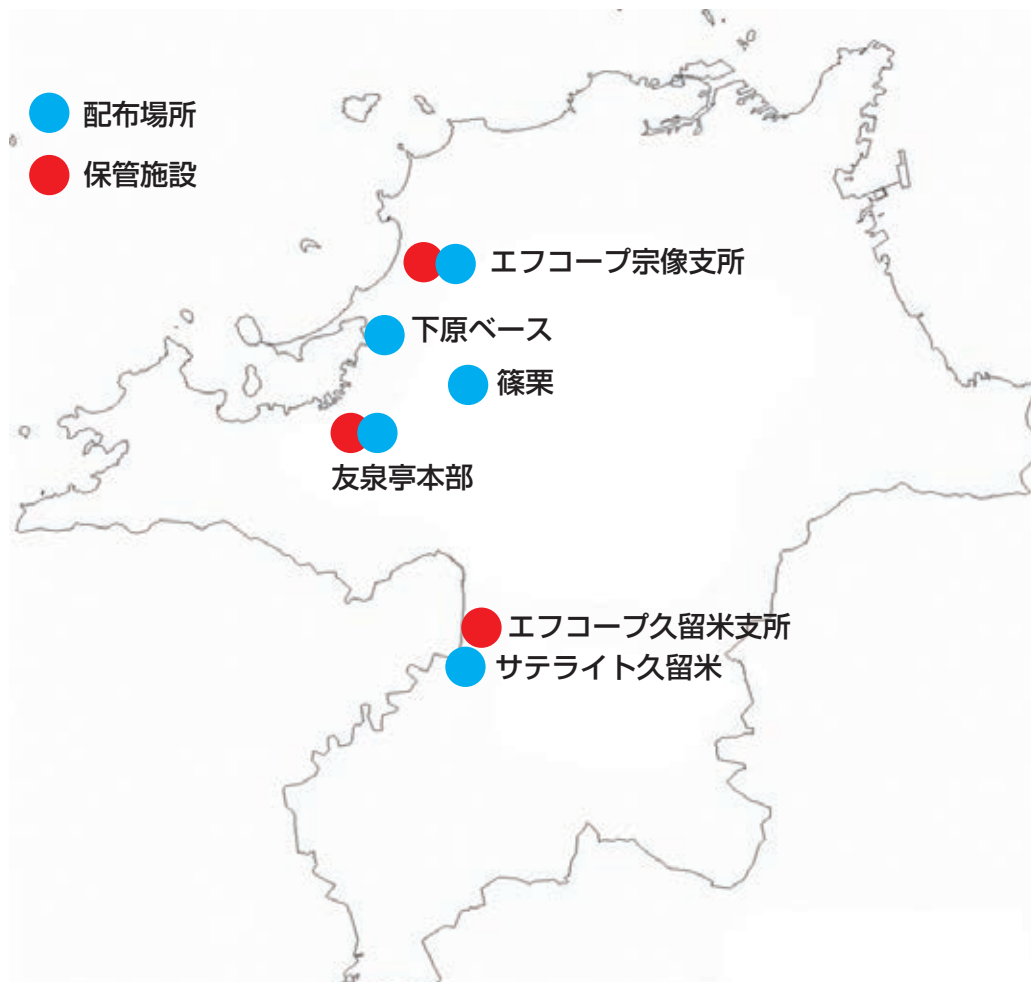 配布場所
保管施設
エフコープ宗像支所
下原ベース
篠栗
友泉亭本部
エフコープ久留米支所
サテライト久留米